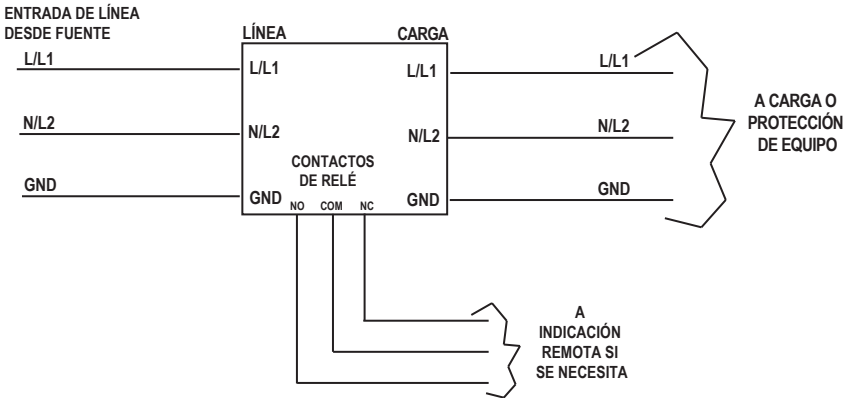 ENTRADA DE LÍNEA
DESDE FUENTE
LÍNEA
CARGA
L/L1
L/L1
L/L1
L/L1
N/L2
N/L2
N/L2
N/L2
GND
GND
GND
GND
CONTACTOS
DE RELÉ
NO COM NC
A CARGA O
PROTECCIÓN
DE EQUIPO
A
INDICACIÓN
REMOTA SI
SE NECESITA